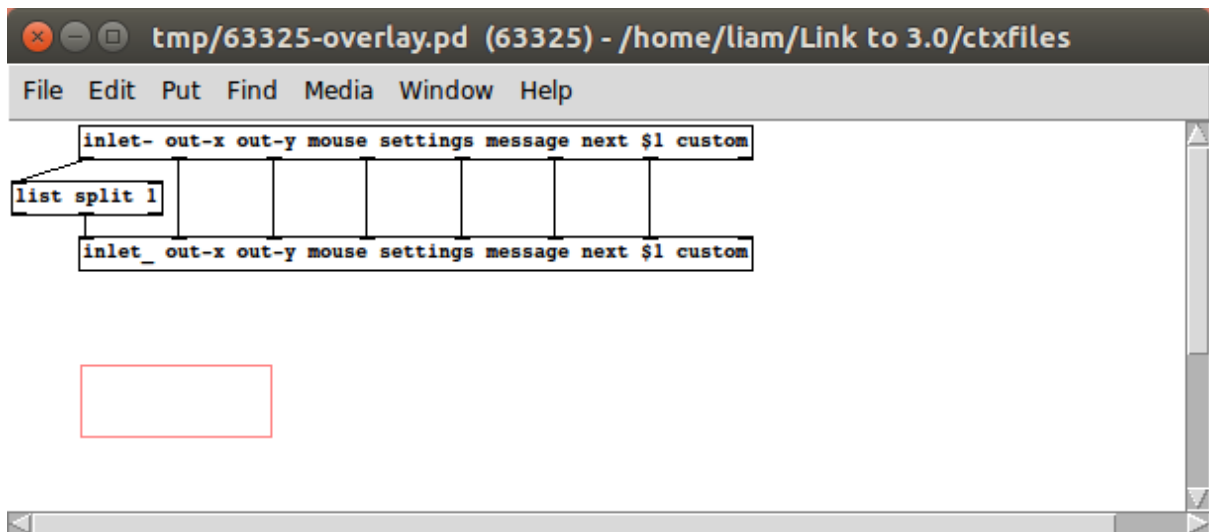 tmp/63325-overlay.pd (63325) - /home/liam/Link to 3.0/ctxfiles
File Edit Put Find Media Window Help
inlet- out-x out-y mouse settings message next $1 custom
list split 1
inlet_ out-x out-y mouse settings message next $1 custom